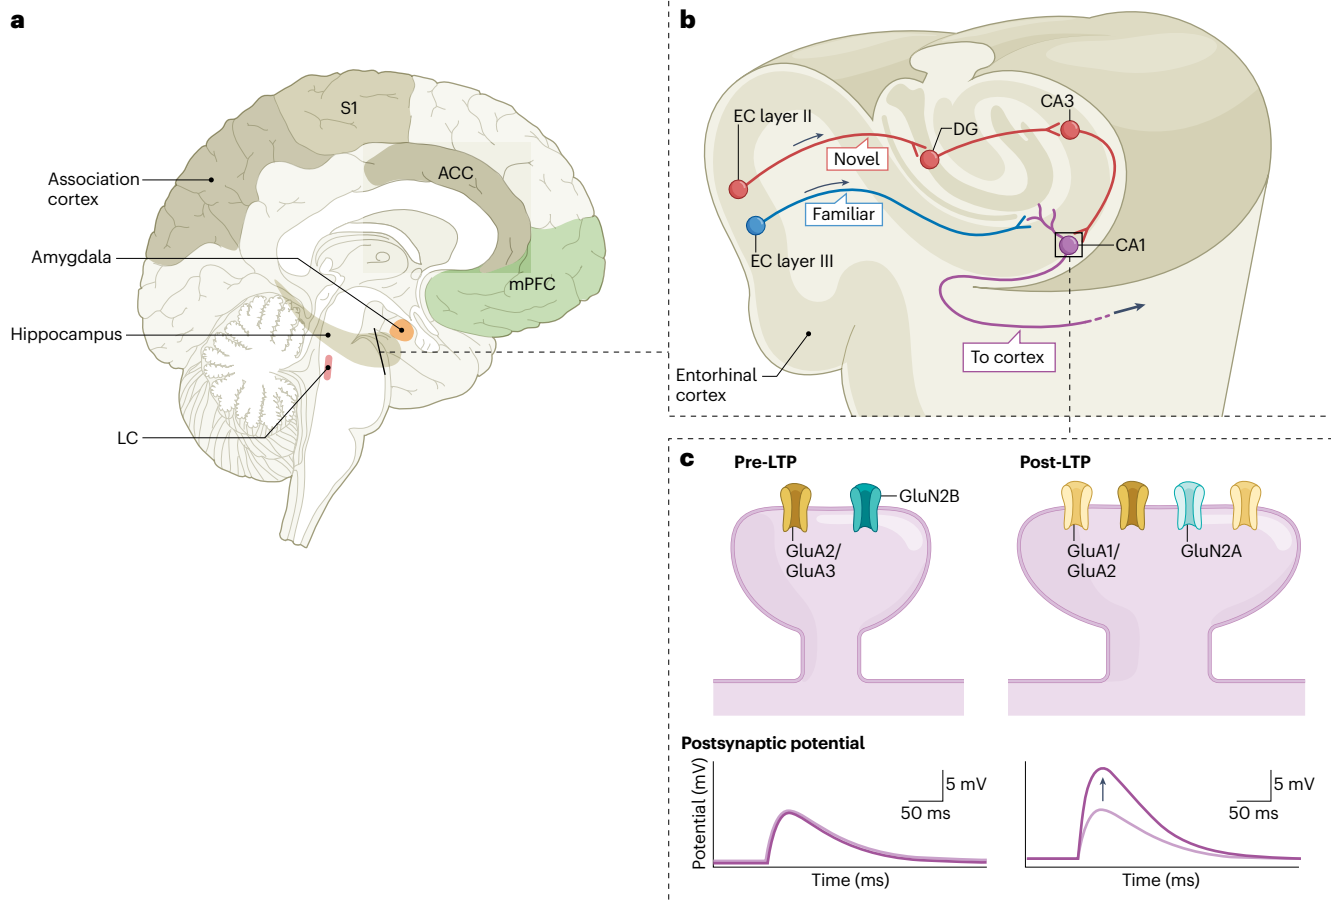 a
S1
ACC
Association
cortex
Amygdala
mPFC
Hippocampus
LC
b
EC layer II
CA3
DG
Novel
Familiar
CA1
EC layer III
To cortex
Entorhinal
cortex
c
Pre-LTP
Post-LTP
GluN2B
GluA2/
GluA3
GluA1/
GluA2
GluN2A
Postsynaptic potential
Potential (mV)
5 mV
50 ms
Time (ms)
5 mV
50 ms
Time (ms)